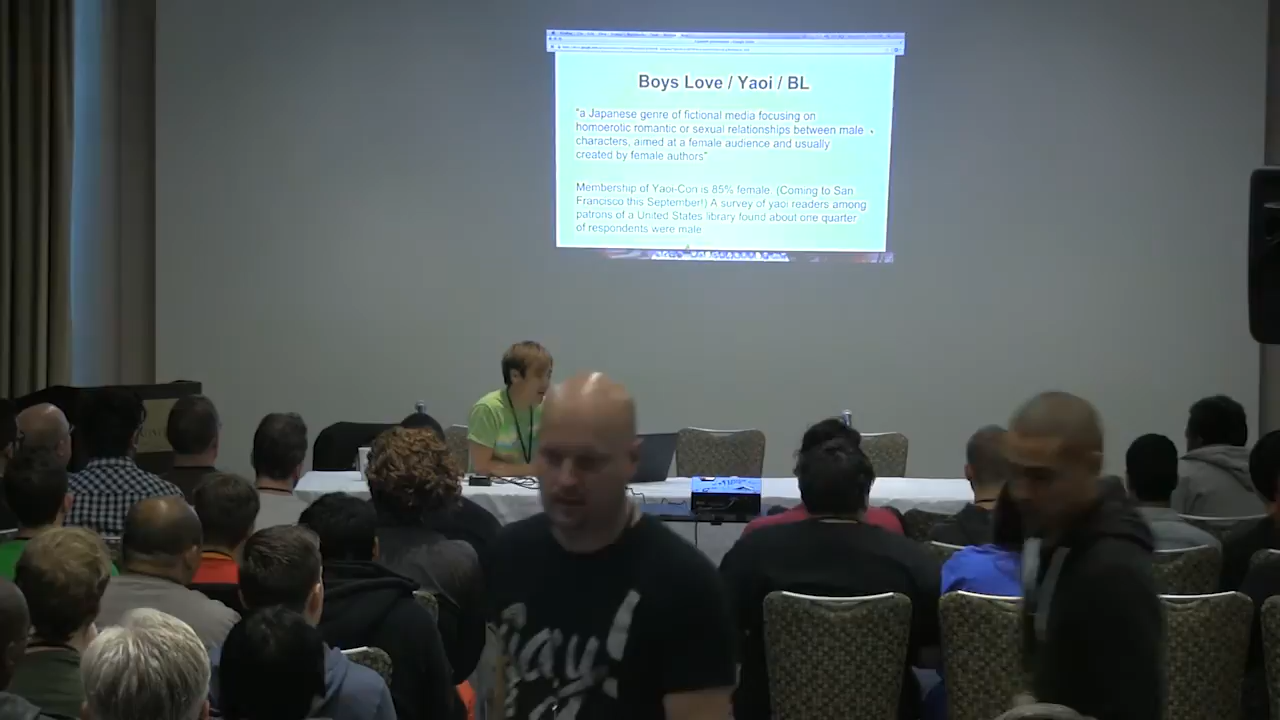 Boys Love / Yaoi / BL
"a Japanese genre of fictional media focusing on
homoerotic romantic or sexual relationships between male
characters, aimed at a female audience and usually
created by female authors"
Membership of Yaoi-Con is 85% female. (Coming to San
Francisco this September!) A survey of yaoi readers among
patrons of a United States library found about one quarter
of respondents were male